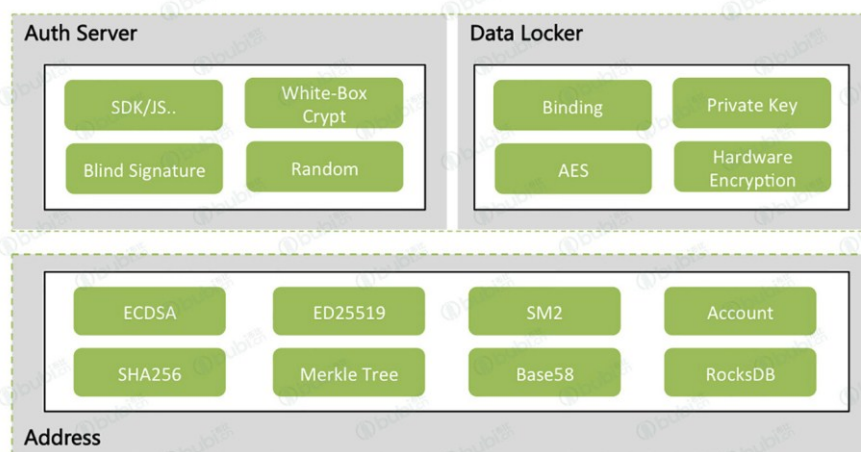 Auth Server
SDK/JS..
White-Box
Crypt
Blind Signature
Random
Data Locker
Binding
Private Key
AES
Hardware
Encryption
ECDSA
ED25519
SM2
Account
SHA256
Merkle Tree
Base58
RocksDB
Address
bubi